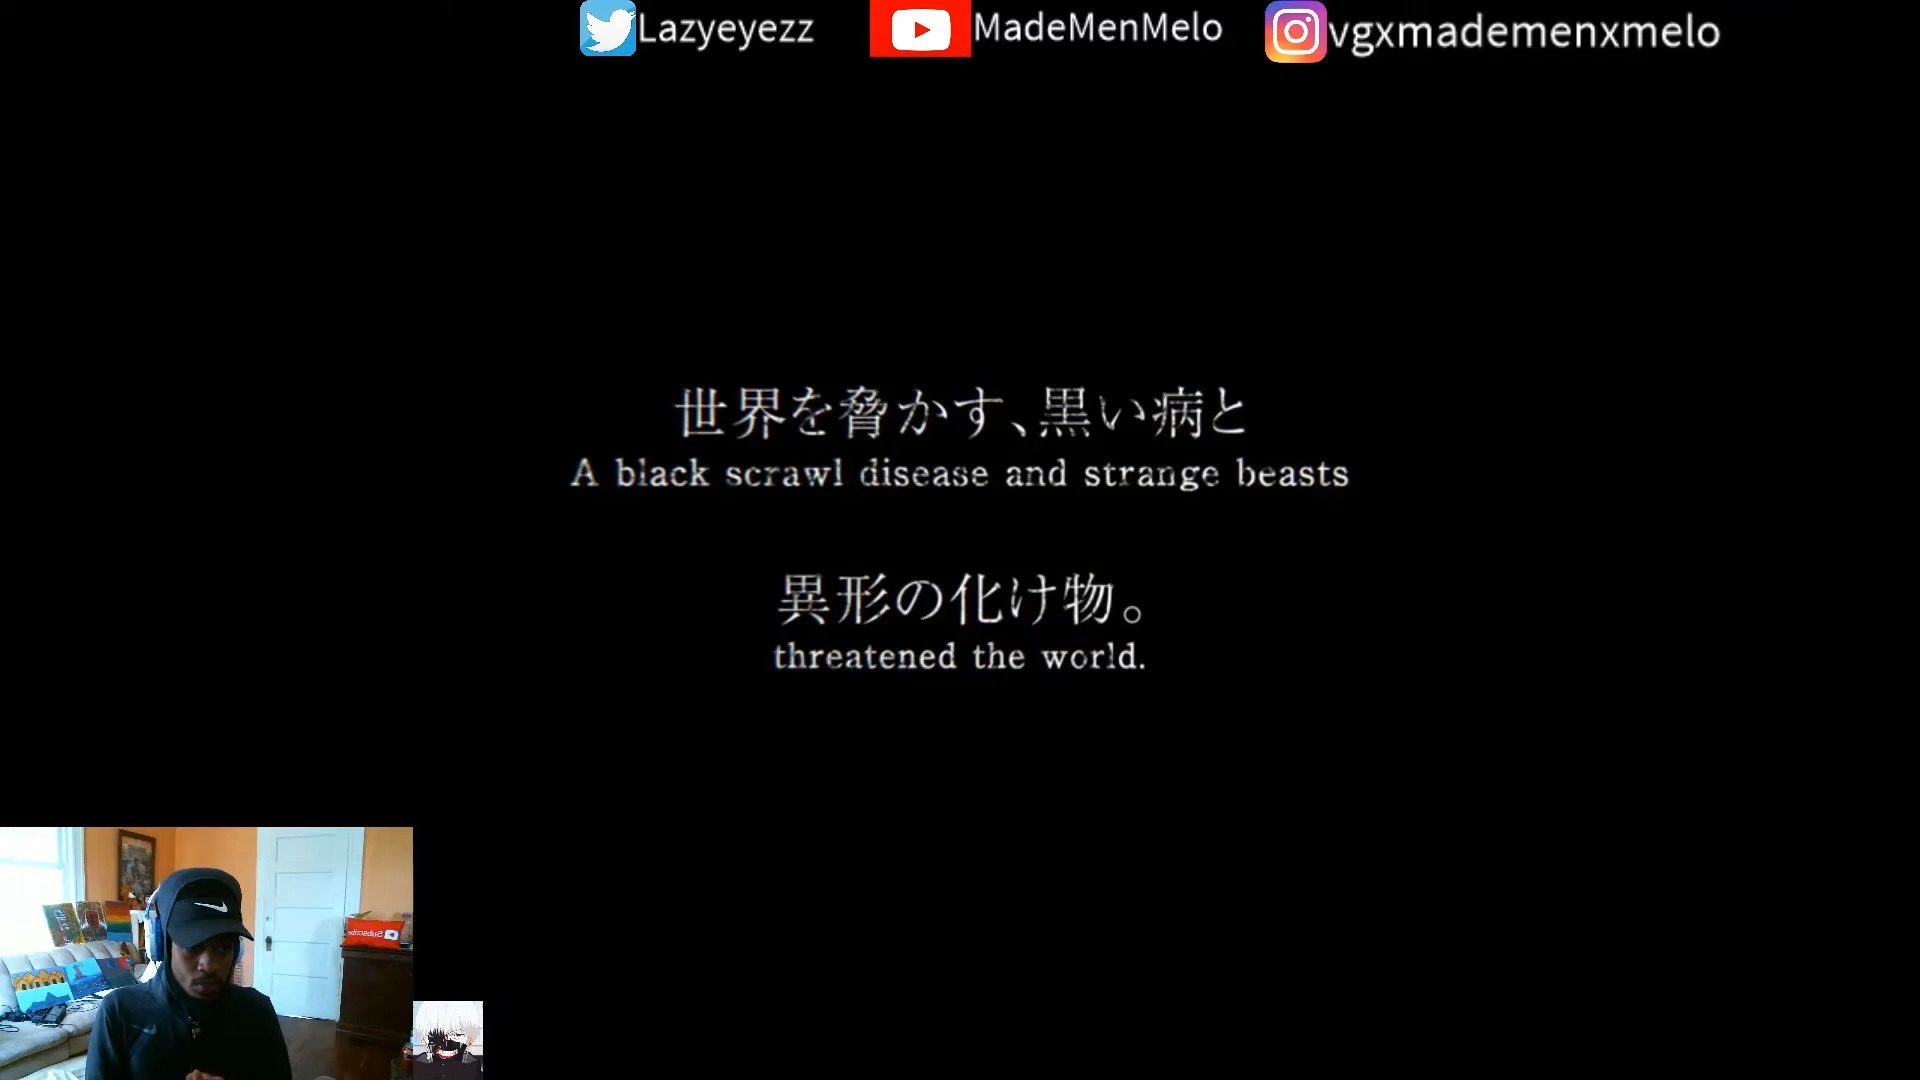 Lazyeyezz
MadeMenMelo
vgxmademenxmelo
世界を脅かす、黒い病と
A black scrawl disease and strange beasts
異形の化け物。
threatened the world.
Subscribe